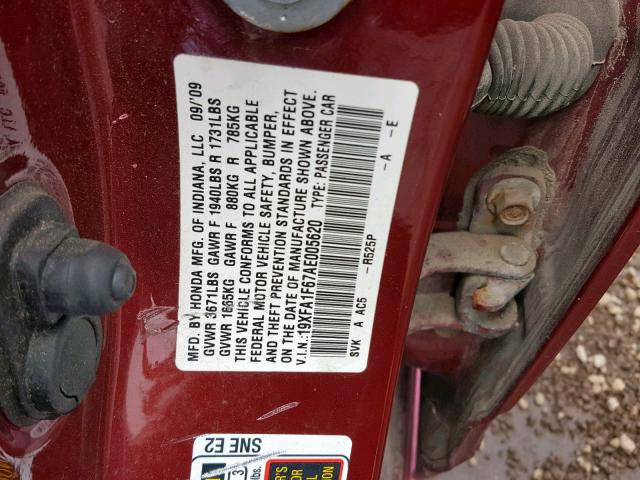 MFD. BY HONDA MFG. OF INDIANA, LLC 09/'09
GVWR 3671LBS GAWR F 1940LBS R 1731LBS
GVWR 1665KG GAWR F 880KG R 785KG
THIS VEHICLE CONFORMS TO ALL APPLICABLE
FEDERAL MOTOR VEHICLE SAFETY, BUMPER,
AND THEFT PREVENTION STANDARDS IN EFFECT
ON THE DATE OF MANUFACTURE SHOWN ABOVE.
V.I.N.:19XFA1F67AE005620 TYPE: PASSENGER CAR
-R525P -A -E
SVK A AC5
SNE E2